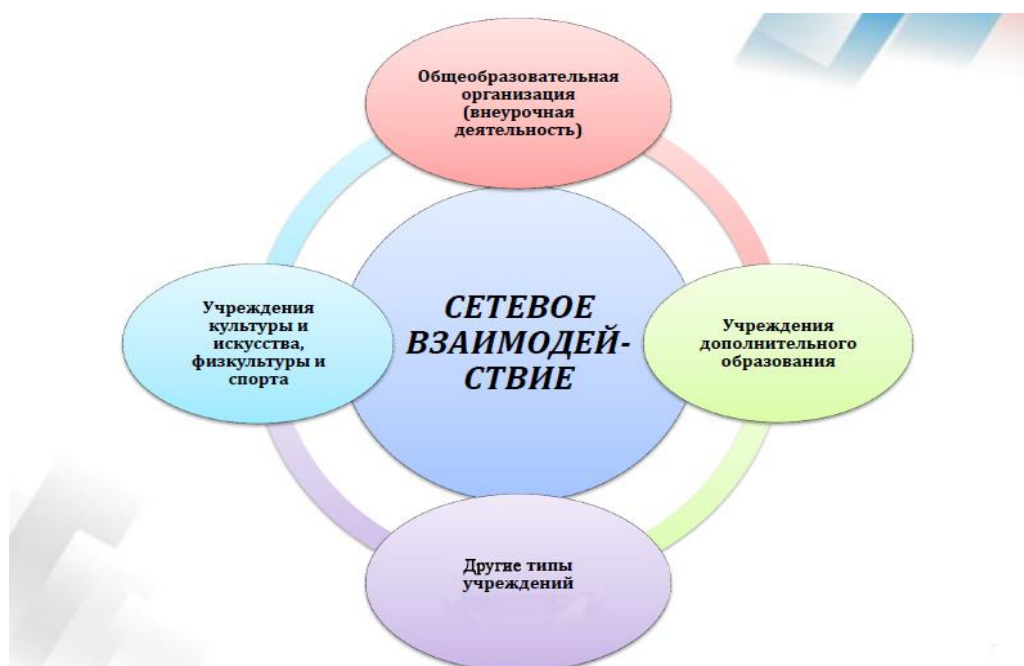 Общеобразовательная
организация
(внеурочная
деятельность)
Учреждения
культуры и
искусства,
физкультуры и
спорта
СЕТЕВОЕ
ВЗАИМОДЕЙ-
СТВИЕ
Учреждения
дополнительного
образования
Другие типы
учреждений